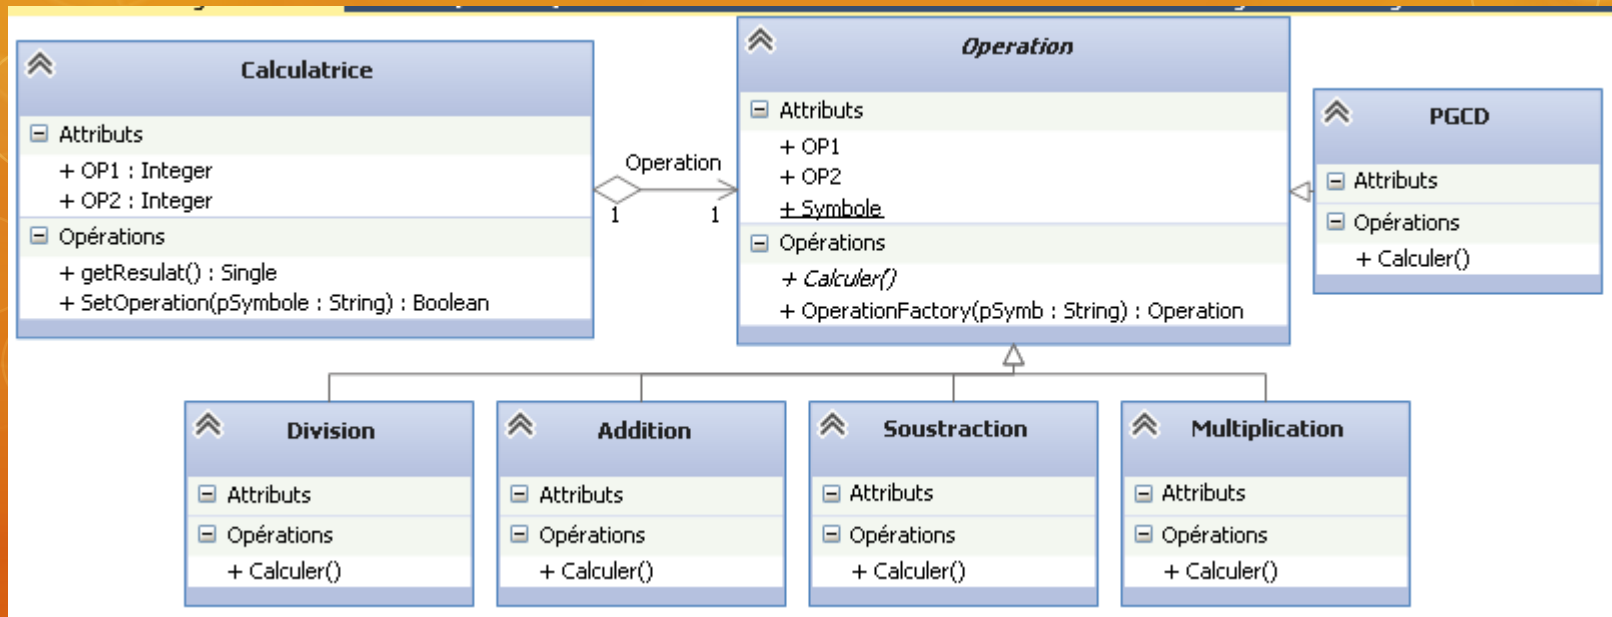 Calculatrice
Attributs
+ OP1 : Integer
+ OP2 : Integer
Opérations
+ getResulat() : Single
+ SetOperation(pSymbole : String) : Boolean
Operation
1
1
Operation
Attributs
+ OP1
+ OP2
+ Symbole
Opérations
+ Calculer()
+ OperationFactory(pSymb : String) : Operation
PGCD
Attributs
Opérations
+ Calculer()
Division
Attributs
Opérations
+ Calculer()
Addition
Attributs
Opérations
+ Calculer()
Soustraction
Attributs
Opérations
+ Calculer()
Multiplication
Attributs
Opérations
+ Calculer()